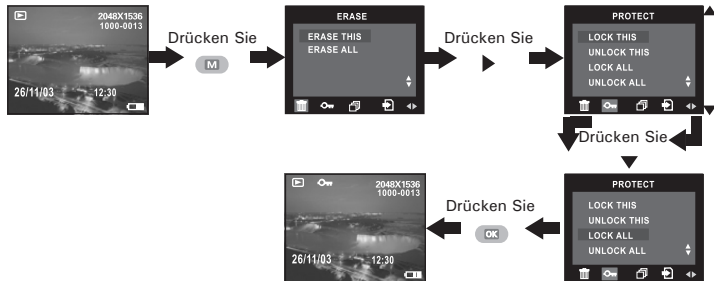 2048X1536
1000-0013
26/11/03 12:30
Drücken Sie
M
ERASE
ERASE THIS
ERASE ALL
Drücken Sie
PROTECT
LOCK THIS
UNLOCK THIS
LOCK ALL
UNLOCK ALL
Drücken Sie
PROTECT
LOCK THIS
UNLOCK THIS
LOCK ALL
UNLOCK ALL
Drücken Sie
OK
2048X1536
1000-0013
26/11/03 12:30